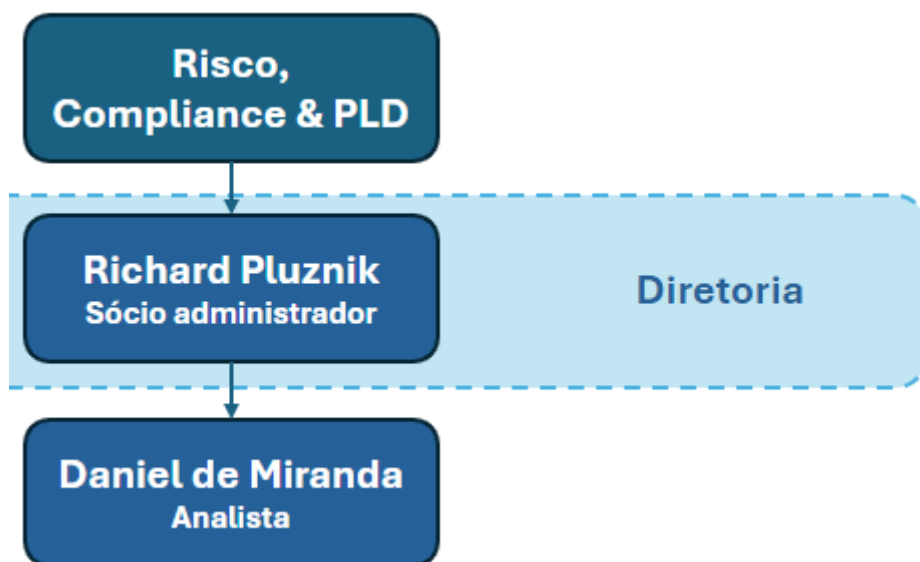 Risco,
Compliance & PLD
Richard Pluznik
Sócio administrador
Diretoria
Daniel de Miranda
Analista